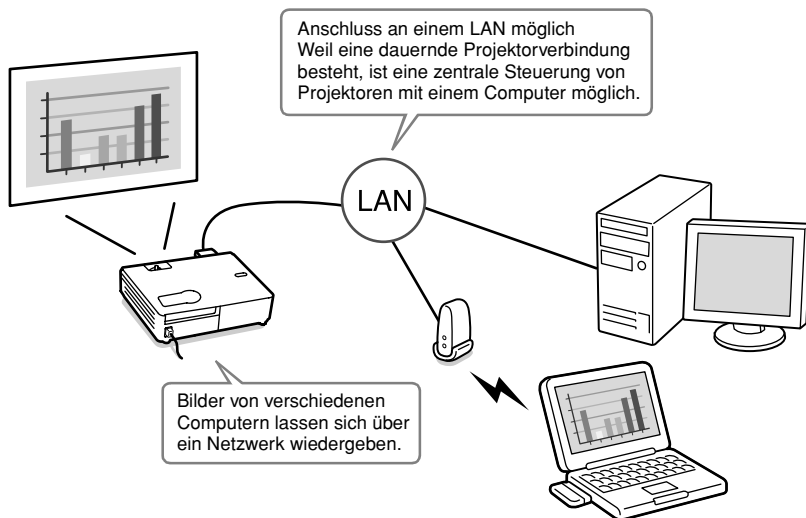 Anschluss an einem LAN möglich
Weil eine dauernde Projektorverbindung
besteht, ist eine zentrale Steuerung von
Projektoren mit einem Computer möglich.
LAN
Bilder von verschiedenen
Computern lassen sich über
ein Netzwerk wiedergeben.